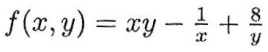 f(x, y) = xy − 1/x + 8/y